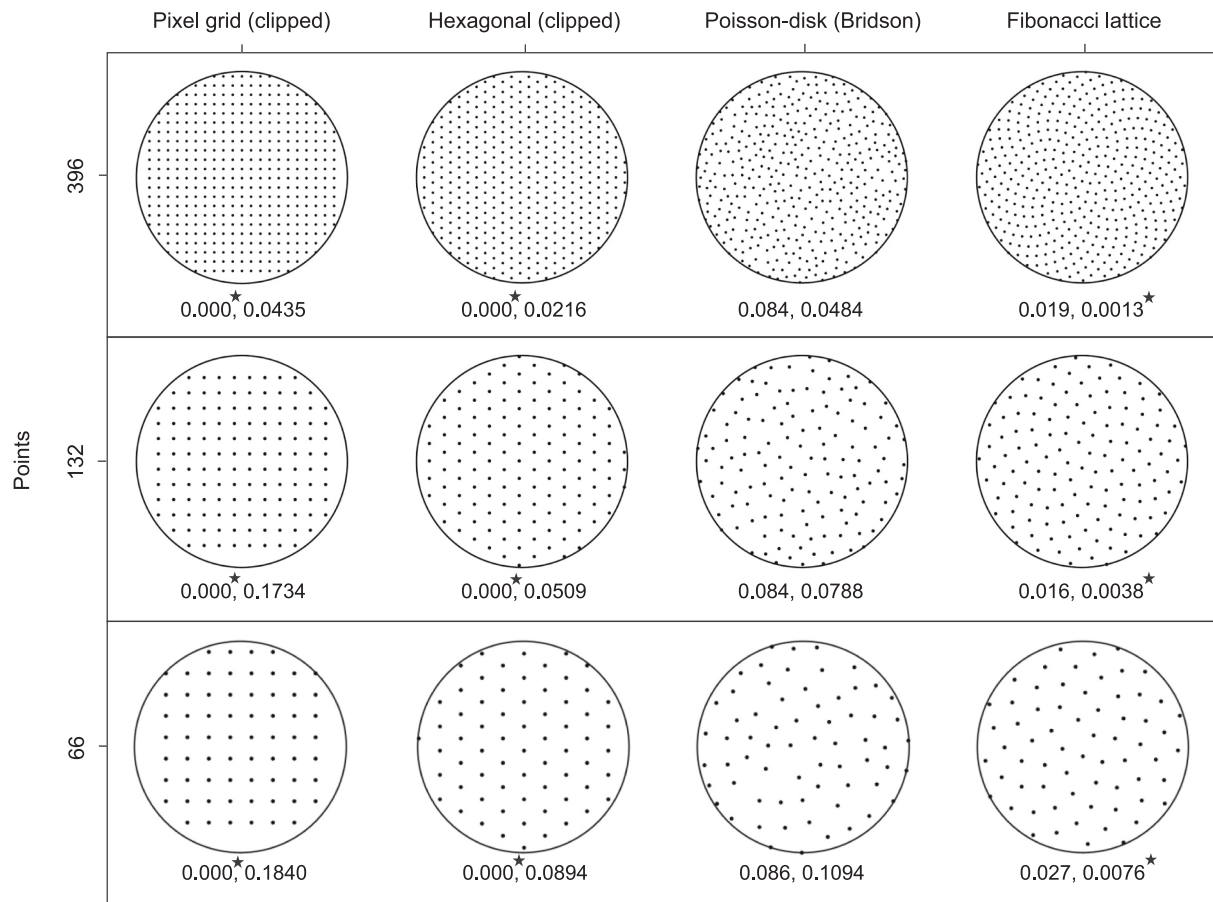 Pixel grid (clipped) Hexagonal (clipped) Poisson-disk (Bridson) Fibonacci lattice
396
0.000, 0.0435 0.000, 0.0216 0.084, 0.0484 0.019, 0.0013★
Points
132
0.000, 0.1734 0.000, 0.0509 0.084, 0.0788 0.016, 0.0038★
66
0.000, 0.1840 0.000, 0.0894 0.086, 0.1094 0.027, 0.0076★